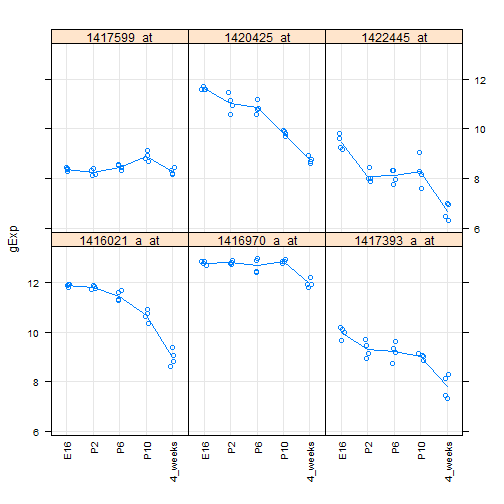 1417599_at
1420425_at
1422445_at
12
10
8
6
gExp
1416021_a_at
1416970_a_at
1417393_a_at
12
10
8
6
E16
P2
P6
P10
4_weeks
E16
P2
P6
P10
4_weeks
E16
P2
P6
P10
4_weeks